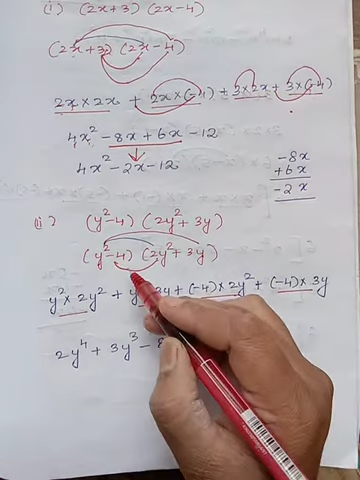 (i) (2x+3) (2x-4)
(2x+3) (2x-4)
2x × 2x + 2x × (-4) + 3 × 2x + 3 × (-4)
4x² - 8x + 6x - 12
4x² - 2x - 12
-8x
+6x
-2x
(ii) (y²-4) (2y²+3y)
(y²-4) (2y²+3y)
y² × 2y² + y² 3y + (-4) × 2y² + (-4) × 3y
2y⁴ + 3y³ - 8